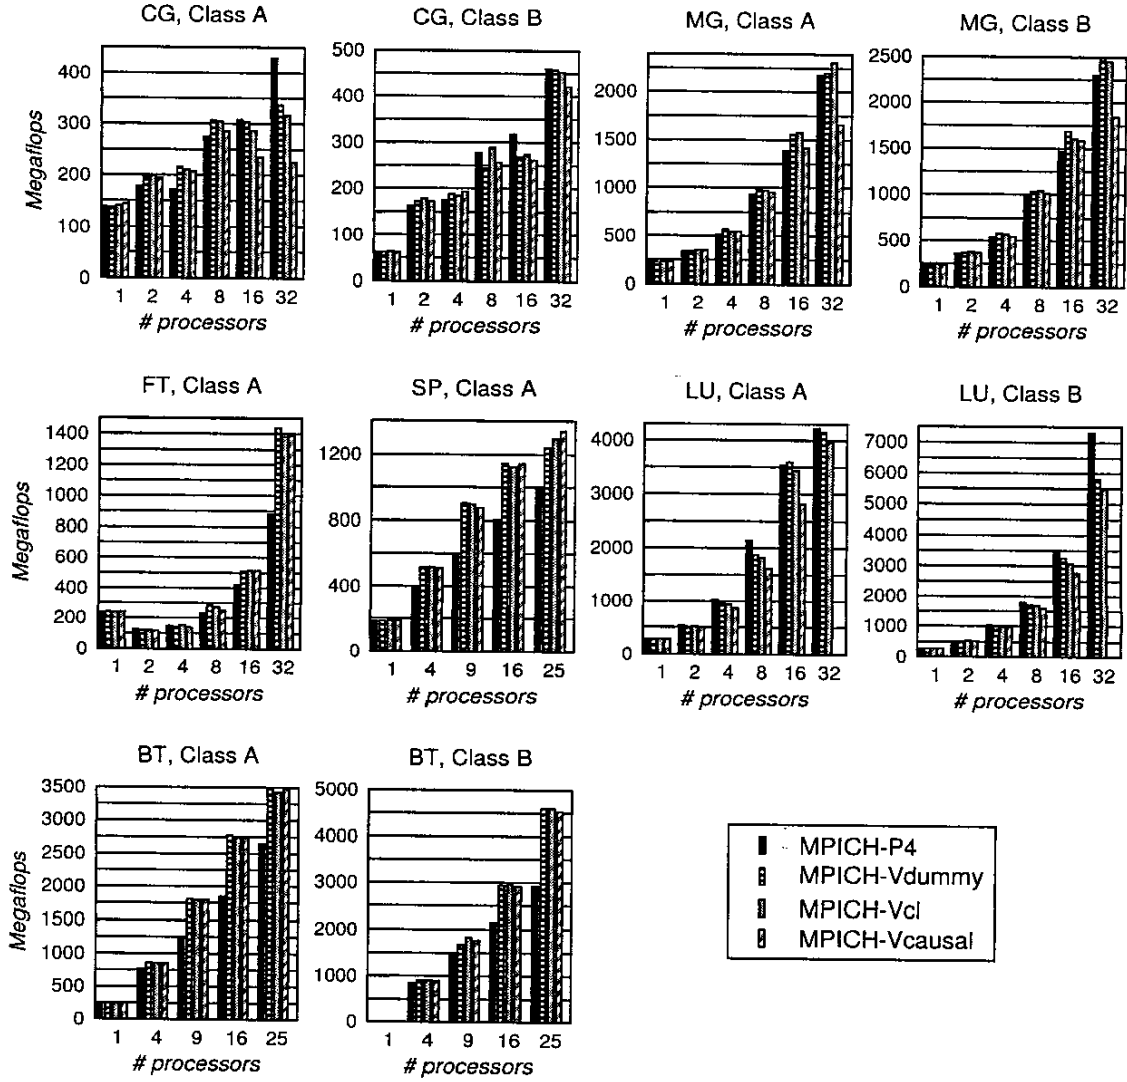 CG, Class A
CG, Class B
MG, Class A
MG, Class B
Megaflops
400
300
200
100
0
1 2 4 8 16 32
# processors
500
400
300
200
100
0
1 2 4 8 16 32
# processors
2000
1500
1000
500
0
1 2 4 8 16 32
# processors
2500
2000
1500
1000
500
0
1 2 4 8 16 32
# processors
FT, Class A
SP, Class A
LU, Class A
LU, Class B
Megaflops
1400
1200
1000
800
600
500
400
200
0
1 2 4 8 16 32
# processors
1200
800
400
0
1 4 9 16 25
# processors
4000
3000
2000
1000
0
1 2 4 8 16 32
# processors
7000
6000
5000
4000
3000
2000
1000
0
1 2 4 8 16 32
# processors
BT, Class A
BT, Class B
Megaflops
3500
3000
2500
2000
1750
1250
1000
500
0
1 4 9 16 25
# processors
5000
4000
3000
2000
1000
0
1 4 9 16 25
# processors
MPICH-P4
MPICH-Vdummy
MPICH-Vcl
MPICH-Vcausal